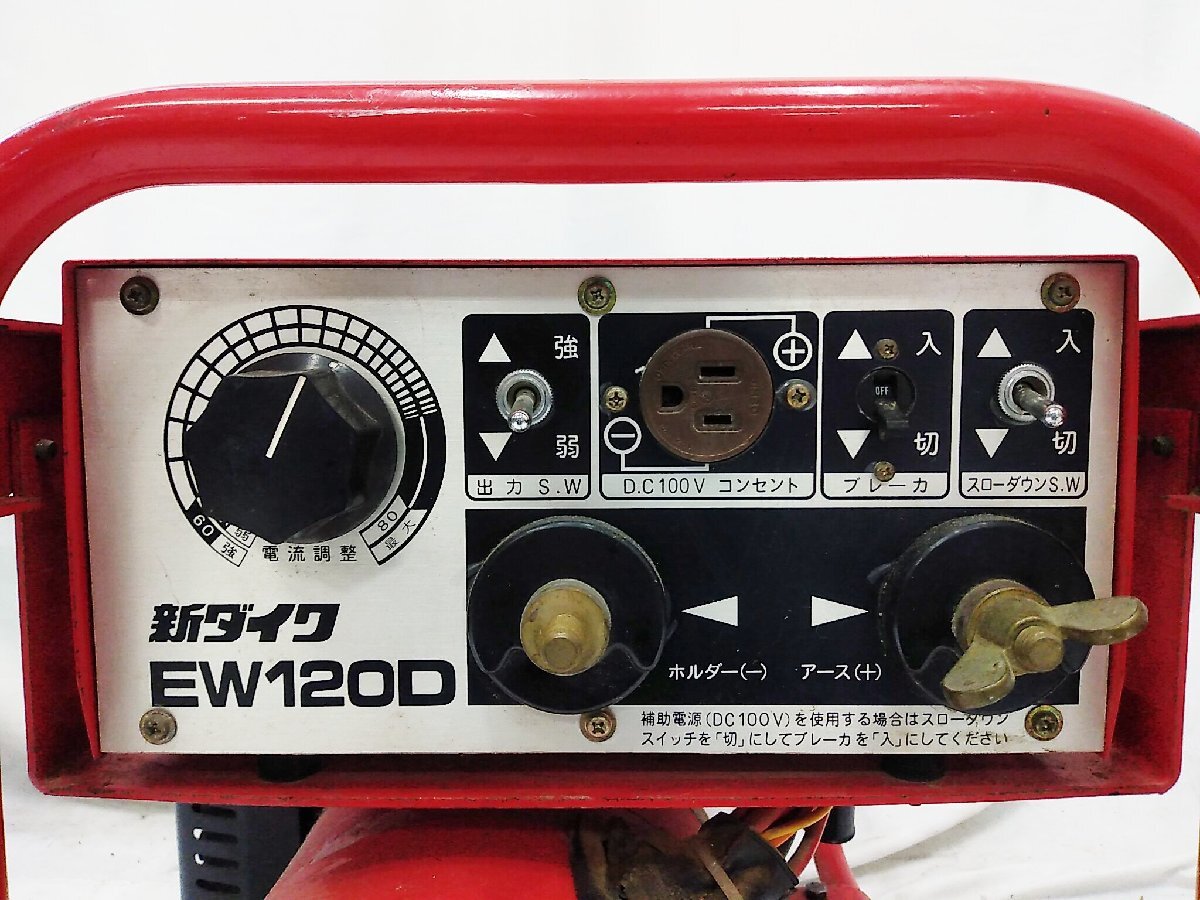 強
弱
出力 S.W
D.C100V コンセント
入
OFF
切
ブレーカ
入
切
スローダウンS.W
60 強
弱
電流調整
80
最大
新ダイワ
EW120D
ホルダー(−)
アース(+)
補助電源(DC100V)を使用する場合はスローダウン
スイッチを「切」にしてブレーカを「入」にしてください